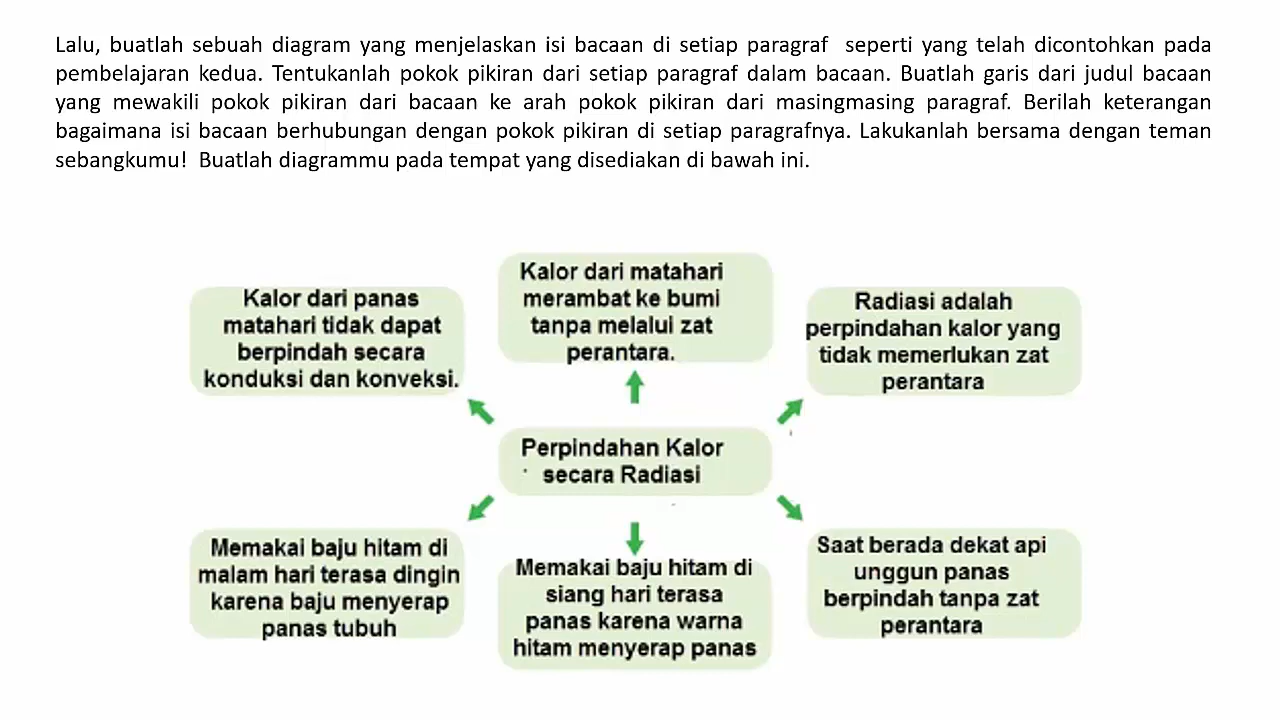 Lalu, buatlah sebuah diagram yang menjelaskan isi bacaan di setiap paragraf seperti yang telah dicontohkan pada
pembelajaran kedua. Tentukanlah pokok pikiran dari setiap paragraf dalam bacaan. Buatlah garis dari judul bacaan
yang mewakili pokok pikiran dari bacaan ke arah pokok pikiran dari masingmasing paragraf. Berilah keterangan
bagaimana isi bacaan berhubungan dengan pokok pikiran di setiap paragrafnya. Lakukanlah bersama dengan teman
sebangkumu! Buatlah diagrammu pada tempat yang disediakan di bawah ini.
Kalor dari panas
matahari tidak dapat
berpindah secara
konduksi dan konveksi.
Kalor dari matahari
merambat ke bumi
tanpa melalui zat
perantara.
Radiasi adalah
perpindahan kalor yang
tidak memerlukan zat
perantara
Perpindahan Kalor
secara Radiasi
Memakai baju hitam di
malam hari terasa dingin
karena baju menyerap
panas tubuh
Memakai baju hitam di
siang hari terasa
panas karena warna
hitam menyerap panas
Saat berada dekat api
unggun panas
berpindah tanpa zat
perantara